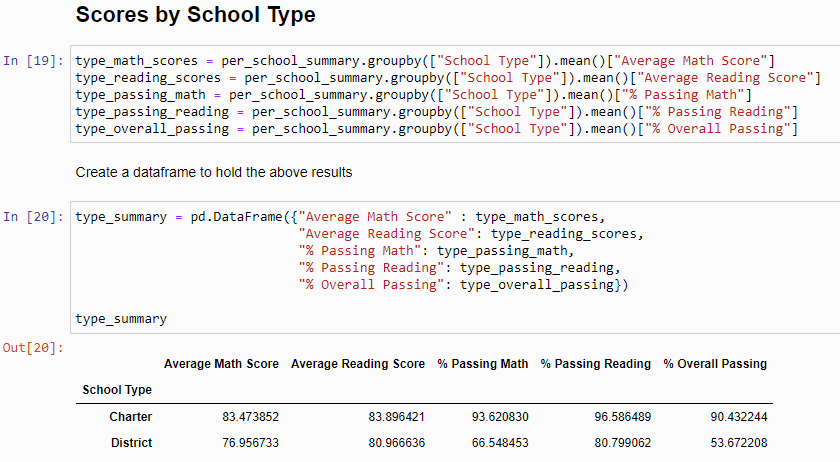 Scores by School Type
In [19]: type_math_scores = per_school_summary.groupby(["School Type"]).mean()["Average Math Score"]
type_reading_scores = per_school_summary.groupby(["School Type"]).mean()["Average Reading Score"]
type_passing_math = per_school_summary.groupby(["School Type"]).mean()["% Passing Math"]
type_passing_reading = per_school_summary.groupby(["School Type"]).mean()["% Passing Reading"]
type_overall_passing = per_school_summary.groupby(["School Type"]).mean()["% Overall Passing"]
Create a dataframe to hold the above results
In [20]: type_summary = pd.DataFrame({"Average Math Score" : type_math_scores,
"Average Reading Score": type_reading_scores,
"% Passing Math": type_passing_math,
"% Passing Reading": type_passing_reading,
"% Overall Passing": type_overall_passing})
type_summary
Out[20]:
Average Math Score Average Reading Score % Passing Math % Passing Reading % Overall Passing
School Type
Charter 83.473852 83.896421 93.620830 96.586489 90.432244
District 76.956733 80.966636 66.548453 80.799062 53.672208